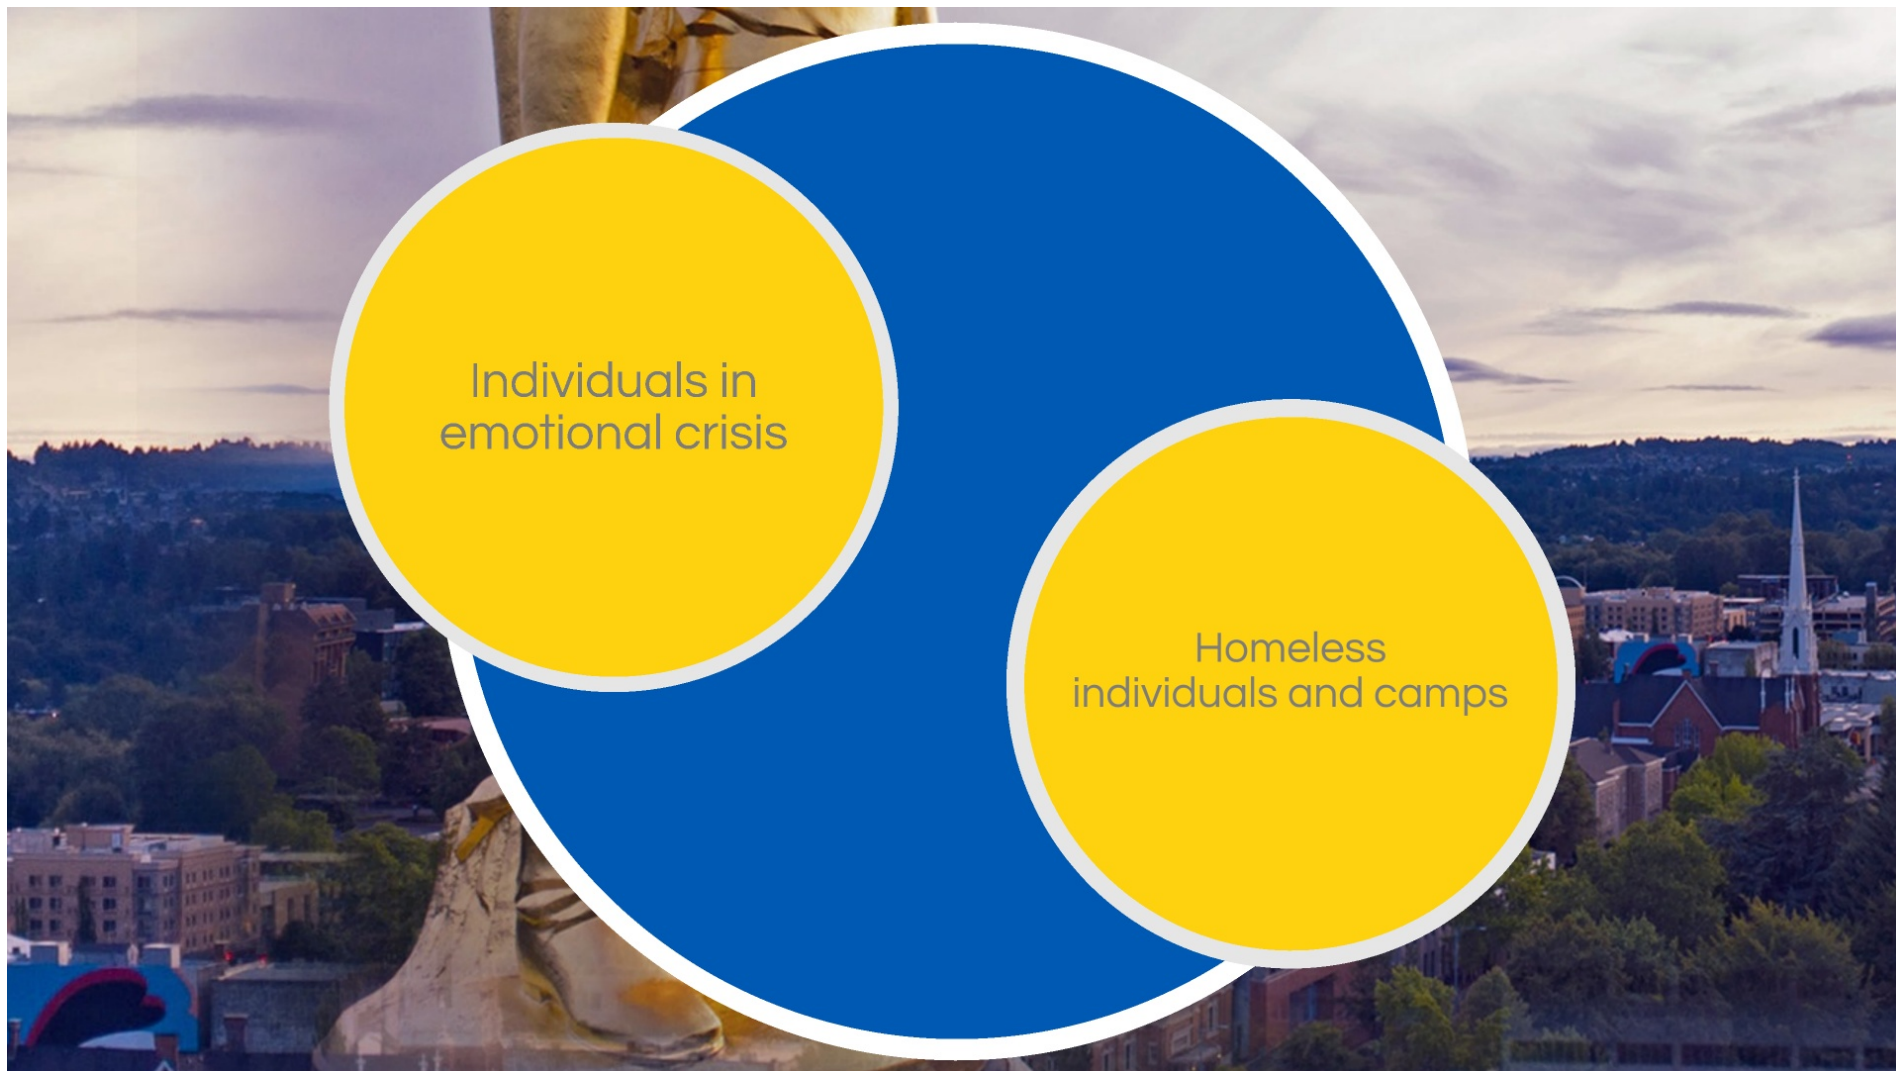 Individuals in
emotional crisis
Homeless
individuals and camps